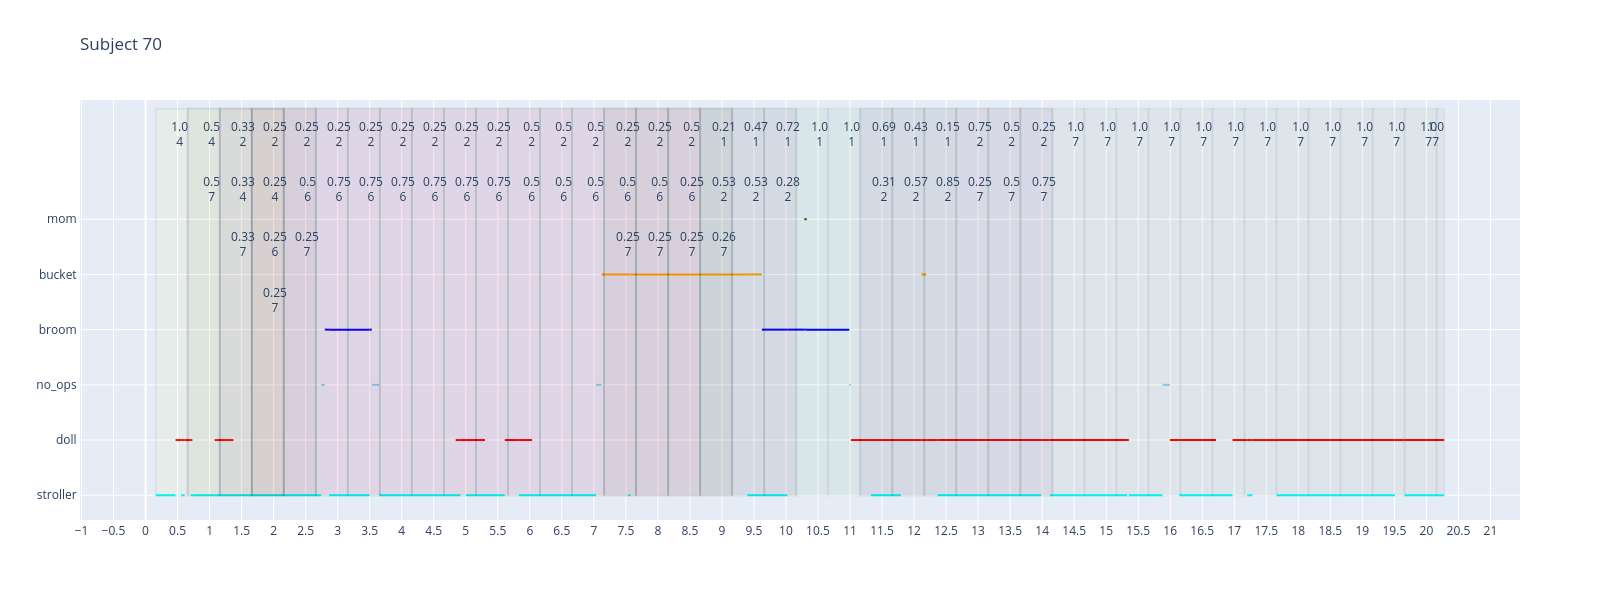 Subject 70
1.0 0.5 0.33 0.25 0.25 0.25 0.25 0.25 0.25 0.25 0.25 0.5 0.5 0.5 0.25 0.25 0.5 0.21 0.47 0.72 1.0 1.0 0.69 0.43 0.15 0.75 0.5 0.25 1.0 1.0 1.0 1.0 1.0 1.0 1.0 1.0 1.0 1.0 1.0
4 4 2 2 2 2 2 2 2 2 2 2 2 2 2 2 2 1 1 1 1 1 1 1 1 2 2 2 7 7 7 7 7 7 7 7 7 7 7 7 7
0.5 0.33 0.25 0.5 0.75 0.75 0.75 0.75 0.75 0.75 0.5 0.5 0.5 0.5 0.5 0.25 0.53 0.53 0.28 0.31 0.57 0.85 0.25 0.5 0.75
7 4 4 6 6 6 6 6 6 6 6 6 6 6 6 6 2 2 2 2 2 2 7 7 7
mom
0.33 0.25 0.25 0.25 0.25 0.25 0.26
7 6 7 7 7 7 7
bucket
0.25
7
broom
no_ops
doll
stroller
−1 −0.5 0 0.5 1 1.5 2 2.5 3 3.5 4 4.5 5 5.5 6 6.5 7 7.5 8 8.5 9 9.5 10 10.5 11 11.5 12 12.5 13 13.5 14 14.5 15 15.5 16 16.5 17 17.5 18 18.5 19 19.5 20 20.5 21